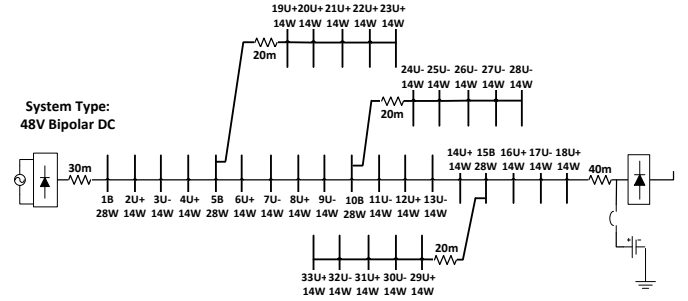 19U+ 20U+ 21U+ 22U+ 23U+
14W 14W 14W 14W 14W
20m
24U- 25U- 26U- 27U- 28U-
14W 14W 14W 14W 14W
20m
System Type:
48V Bipolar DC
14U+ 15B 16U+ 17U- 18U+
14W 28W 14W 14W 14W
30m
40m
1B 2U+ 3U- 4U+ 5B 6U+ 7U- 8U+ 9U- 10B 11U- 12U+ 13U-
28W 14W 14W 14W 28W 14W 14W 14W 14W 28W 14W 14W 14W
20m
33U+ 32U- 31U+ 30U- 29U+
14W 14W 14W 14W 14W